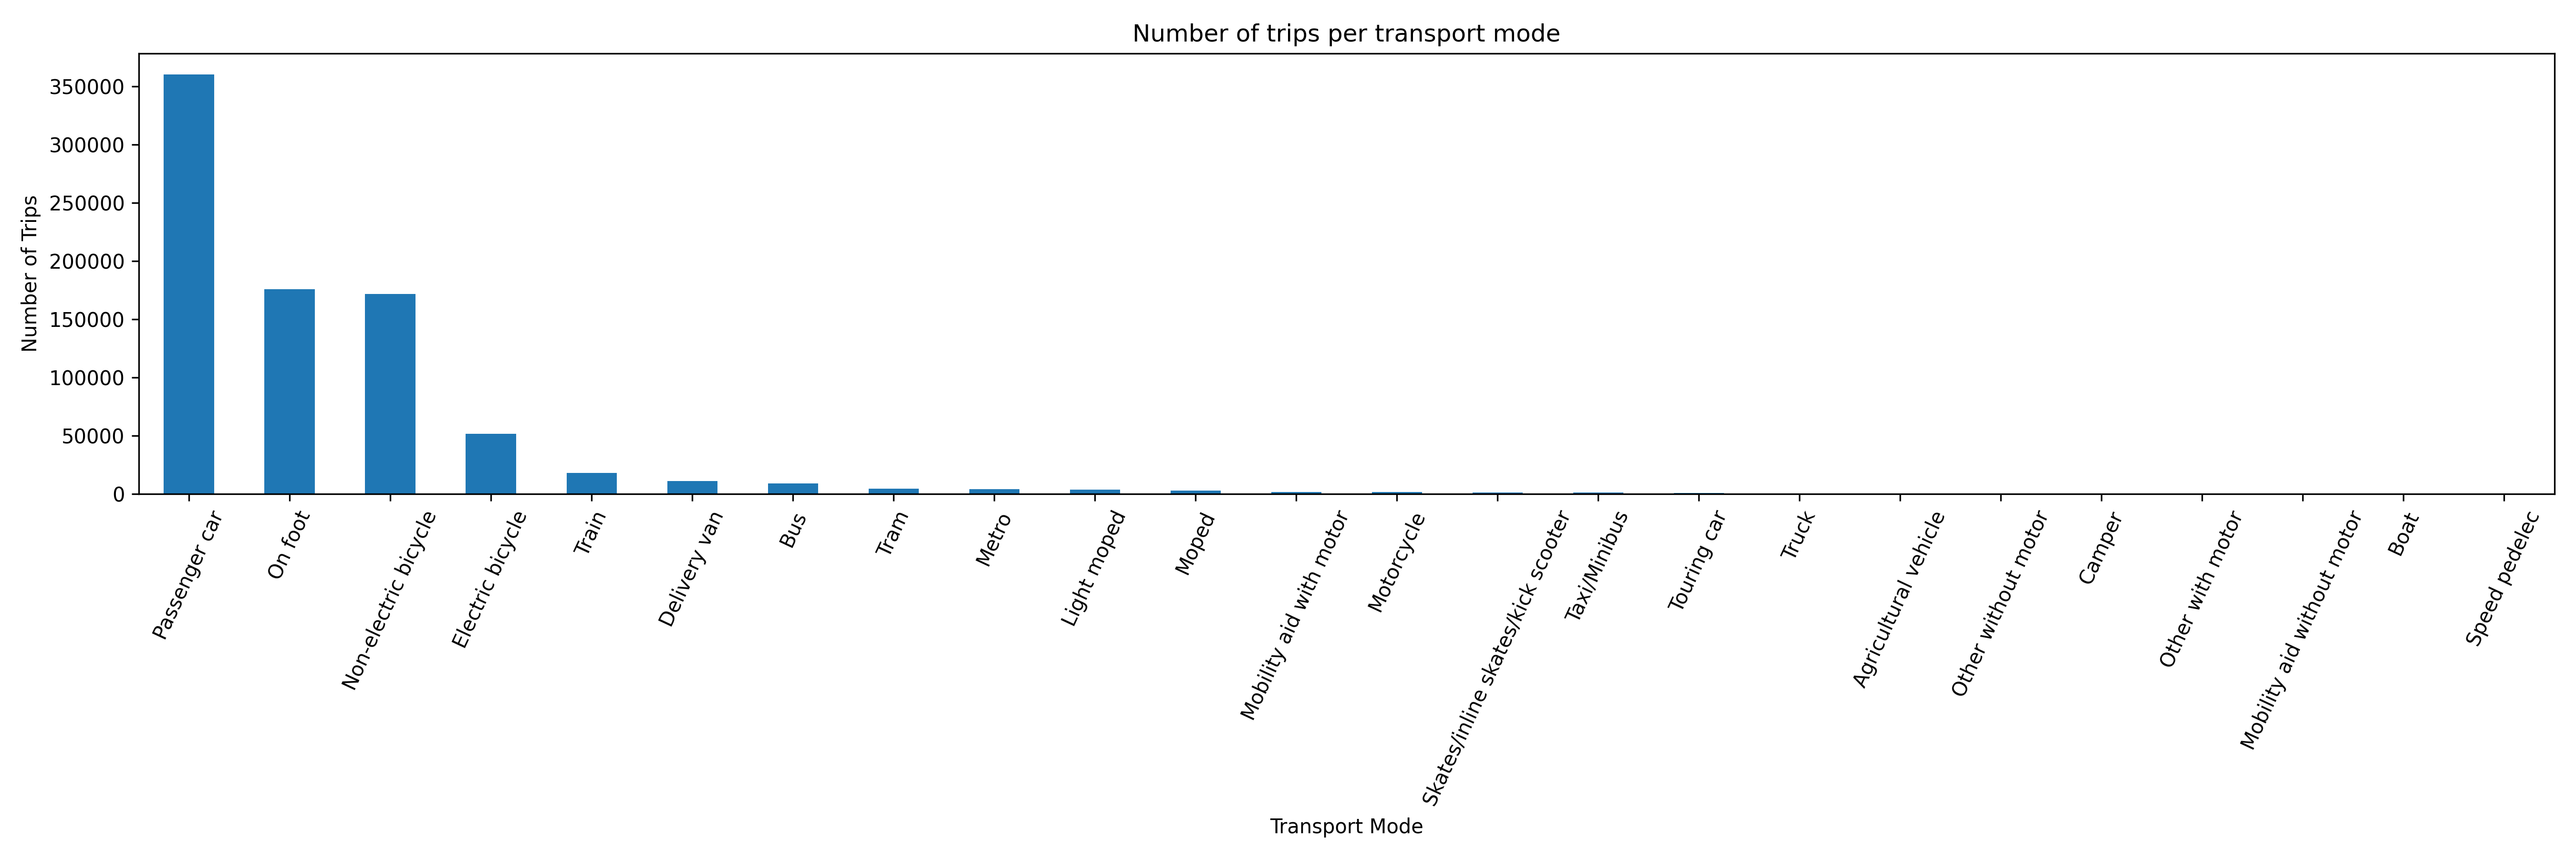 Number of trips per transport mode
Number of Trips
350000
300000
250000
200000
150000
100000
50000
0
Passenger car
On foot
Non-electric bicycle
Electric bicycle
Train
Delivery van
Bus
Tram
Metro
Light moped
Moped
Mobility aid with motor
Motorcycle
Skates/inline skates/kick scooter
Taxi/Minibus
Touring car
Truck
Agricultural vehicle
Other without motor
Camper
Other with motor
Mobility aid without motor
Boat
Speed pedelec
Transport Mode